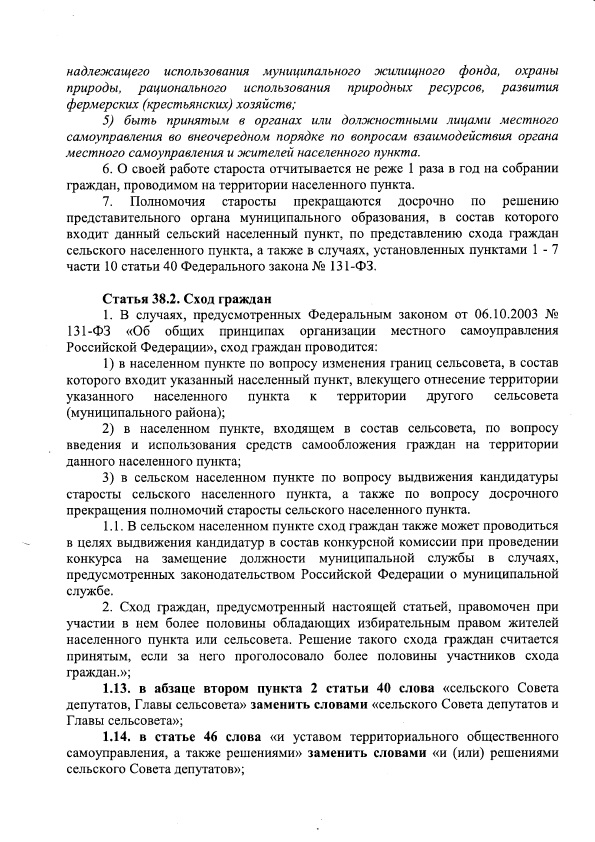 надлежащего использования муниципального жилищного фонда, охраны
природы, рационального использования природных ресурсов, развития
фермерских (крестьянских) хозяйств;
5) быть принятым в органах или должностными лицами местного
самоуправления во внеочередном порядке по вопросам взаимодействия органа
местного самоуправления и жителей населенного пункта.
6. О своей работе староста отчитывается не реже 1 раза в год на собрании
граждан, проводимом на территории населенного пункта.
7. Полномочия старосты прекращаются досрочно по решению
представительного органа муниципального образования, в состав которого
входит данный сельский населенный пункт, по представлению схода граждан
сельского населенного пункта, а также в случаях, установленных пунктами 1 - 7
части 10 статьи 40 Федерального закона № 131-ФЗ.
Статья 38.2. Сход граждан
1. В случаях, предусмотренных Федеральным законом от 06.10.2003 №
131-ФЗ «Об общих принципах организации местного самоуправления
Российской Федерации», сход граждан проводится:
1) в населенном пункте по вопросу изменения границ сельсовета, в состав
которого входит указанный населенный пункт, влекущего отнесение территории
указанного населенного пункта к территории другого сельсовета
(муниципального района);
2) в населенном пункте, входящем в состав сельсовета, по вопросу
введения и использования средств самообложения граждан на территории
данного населенного пункта;
3) в сельском населенном пункте по вопросу выдвижения кандидатуры
старосты сельского населенного пункта, а также по вопросу досрочного
прекращения полномочий старосты сельского населенного пункта.
1.1. В сельском населенном пункте сход граждан также может проводиться
в целях выдвижения кандидатур в состав конкурсной комиссии при проведении
конкурса на замещение должности муниципальной службы в случаях,
предусмотренных законодательством Российской Федерации о муниципальной
службе.
2. Сход граждан, предусмотренный настоящей статьей, правомочен при
участии в нем более половины обладающих избирательным правом жителей
населенного пункта или сельсовета. Решение такого схода граждан считается
принятым, если за него проголосовало более половины участников схода
граждан.»;
1.13. в абзаце втором пункта 2 статьи 40 слова «сельского Совета
депутатов, Главы сельсовета» заменить словами «сельского Совета депутатов и
Главы сельсовета»;
1.14. в статье 46 слова «и уставом территориального общественного
самоуправления, а также решениями» заменить словами «и (или) решениями
сельского Совета депутатов»;